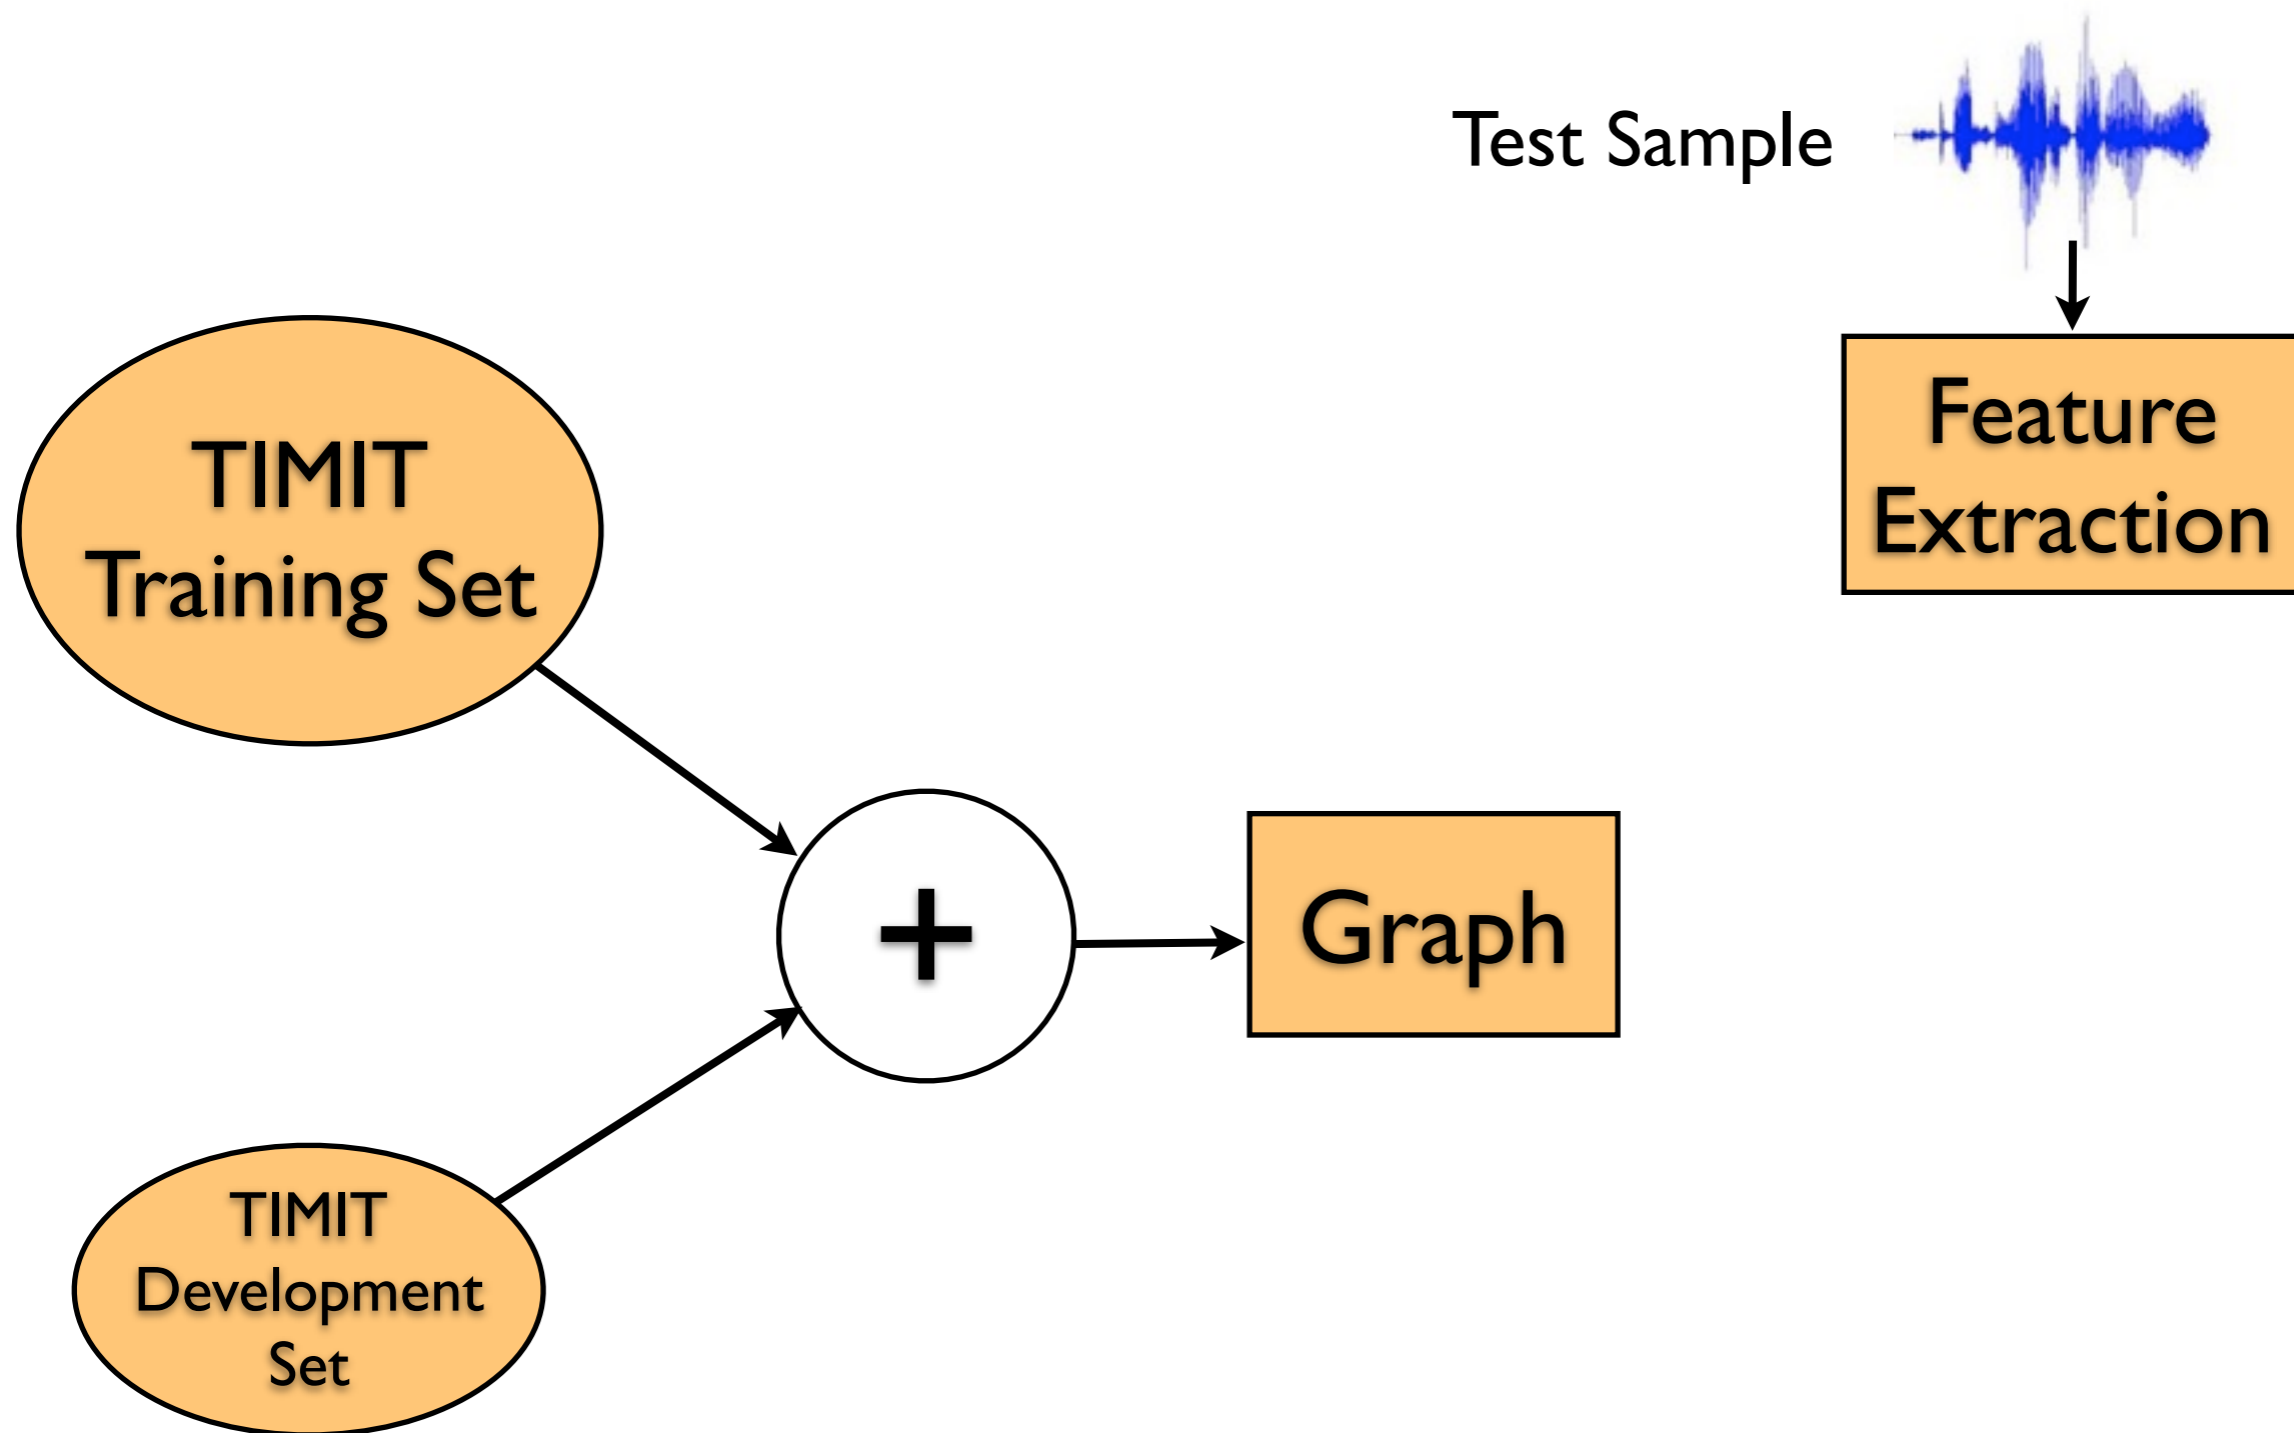 Test Sample
Feature
Extraction
TIMIT
Training Set
+
Graph
TIMIT
Development
Set